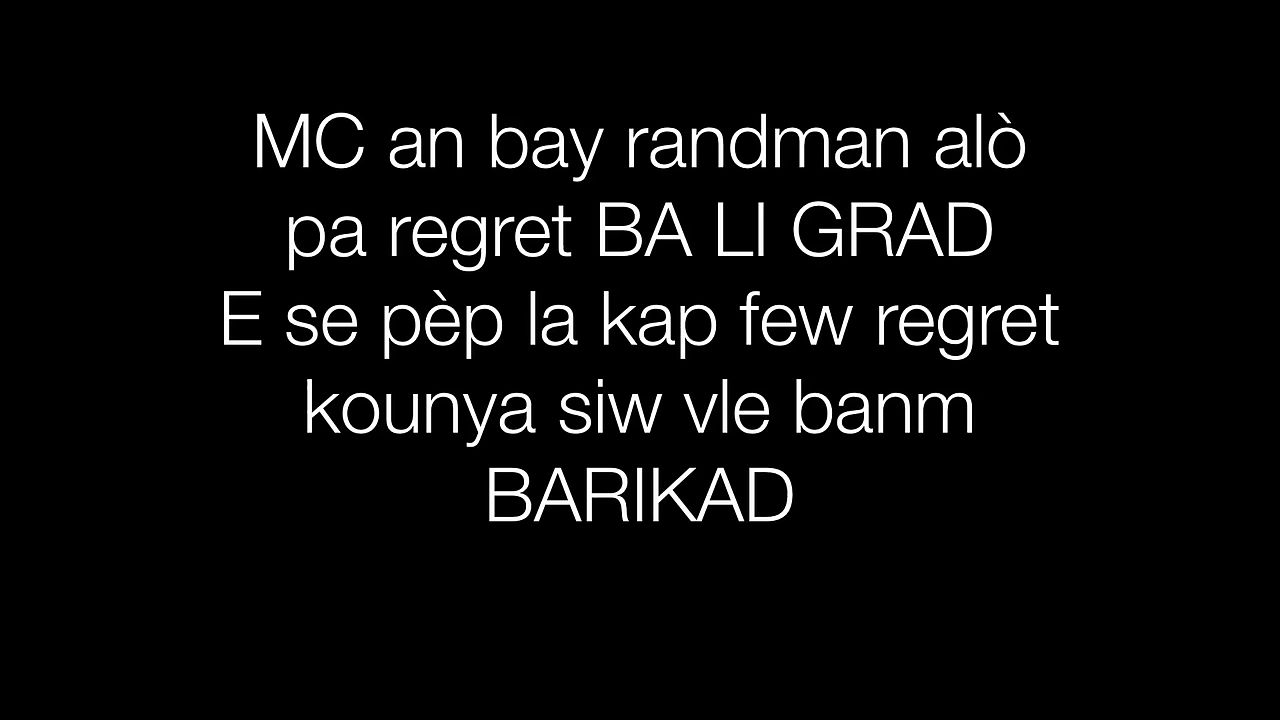 MC an bay randman alò
pa regret BA LI GRAD
E se pèp la kap few regret
kounya siw vle banm
BARIKAD